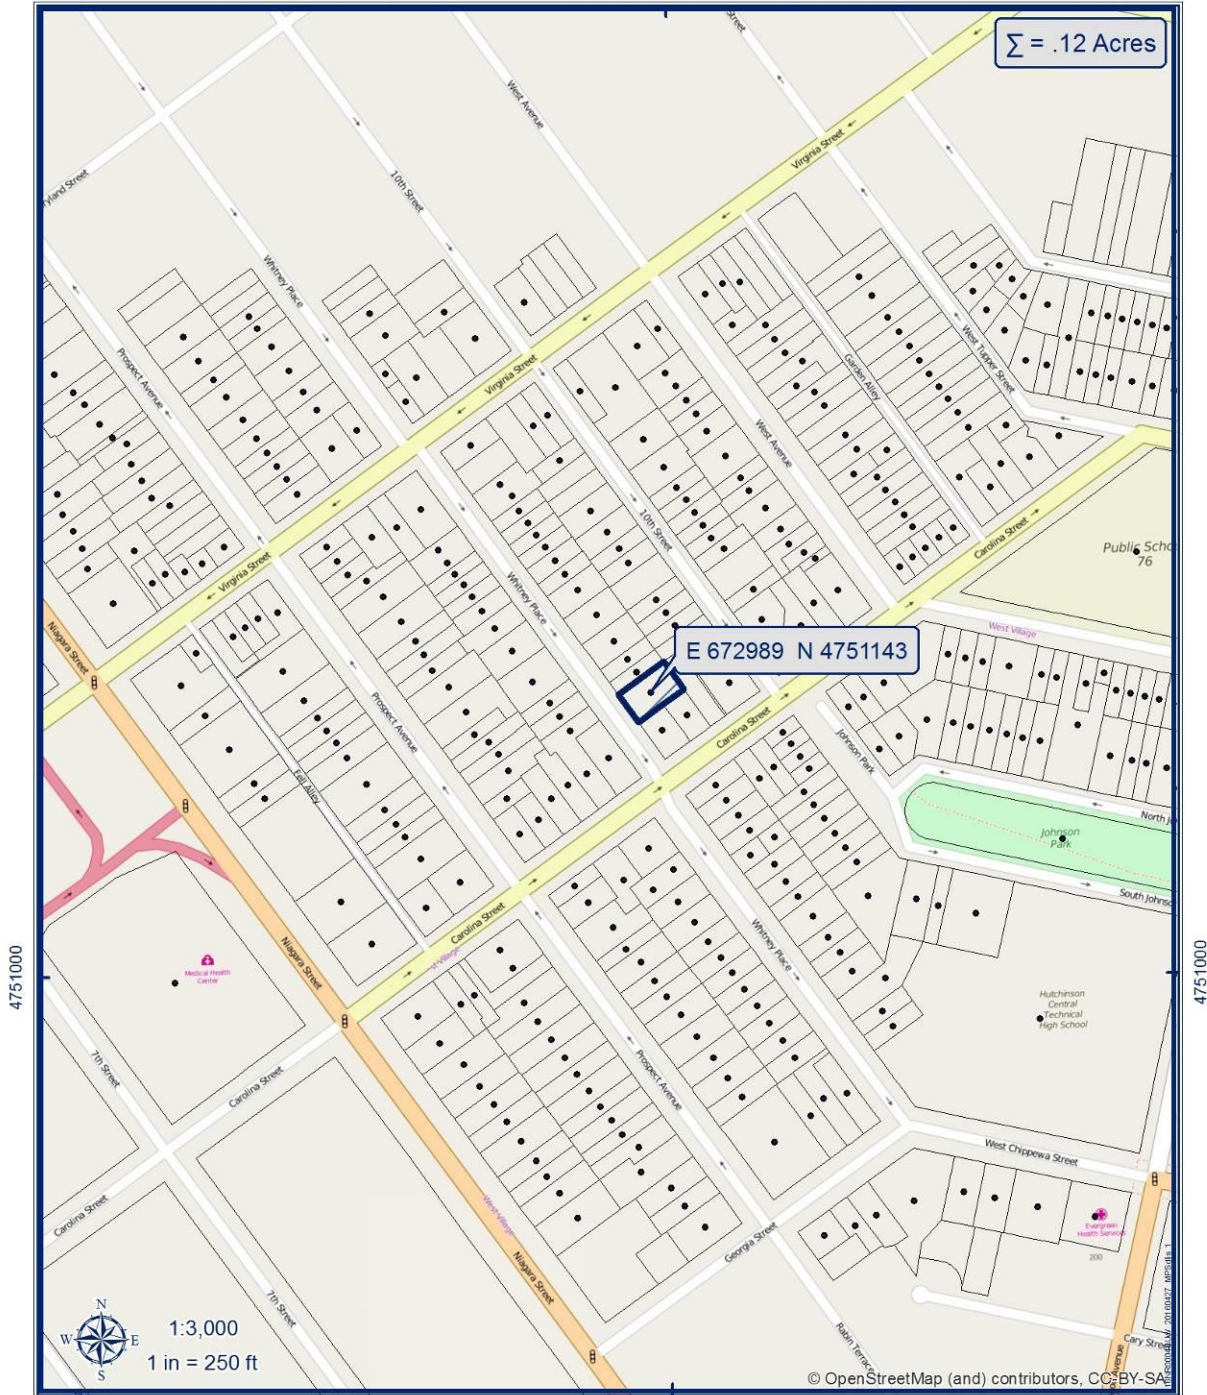 Σ = .12 Acres
West Avenue
Virginia Street
10th Street
Whitney Place
Prospect Avenue
Virginia Street
West Tupper Street
Garden Alley
West Avenue
10th Street
Carolina Street
Public Scho
76
Virginia Street
Whitney Place
West Village
Niagara Street
E 672989 N 4751143
Prospect Avenue
Carolina Street
Johnson Park
Fell Alley
North J
Johnson
Park
South Johnso
Carolina Street
Whitney Place
Niagara Street
Medical Health
Center
4751000
4751000
Hutchinson
Central
Technical
High School
7th Street
Carolina Street
Prospect Avenue
West Chippewa Street
Carolina Street
West Village
Georgia Street
Evergreen
Health Services
200
Niagara Street
7th Street
N
W E
S
1:3,000
1 in = 250 ft
Rabin Terrace
Cary Stree
© OpenStreetMap (and) contributors, CC-BY-SA